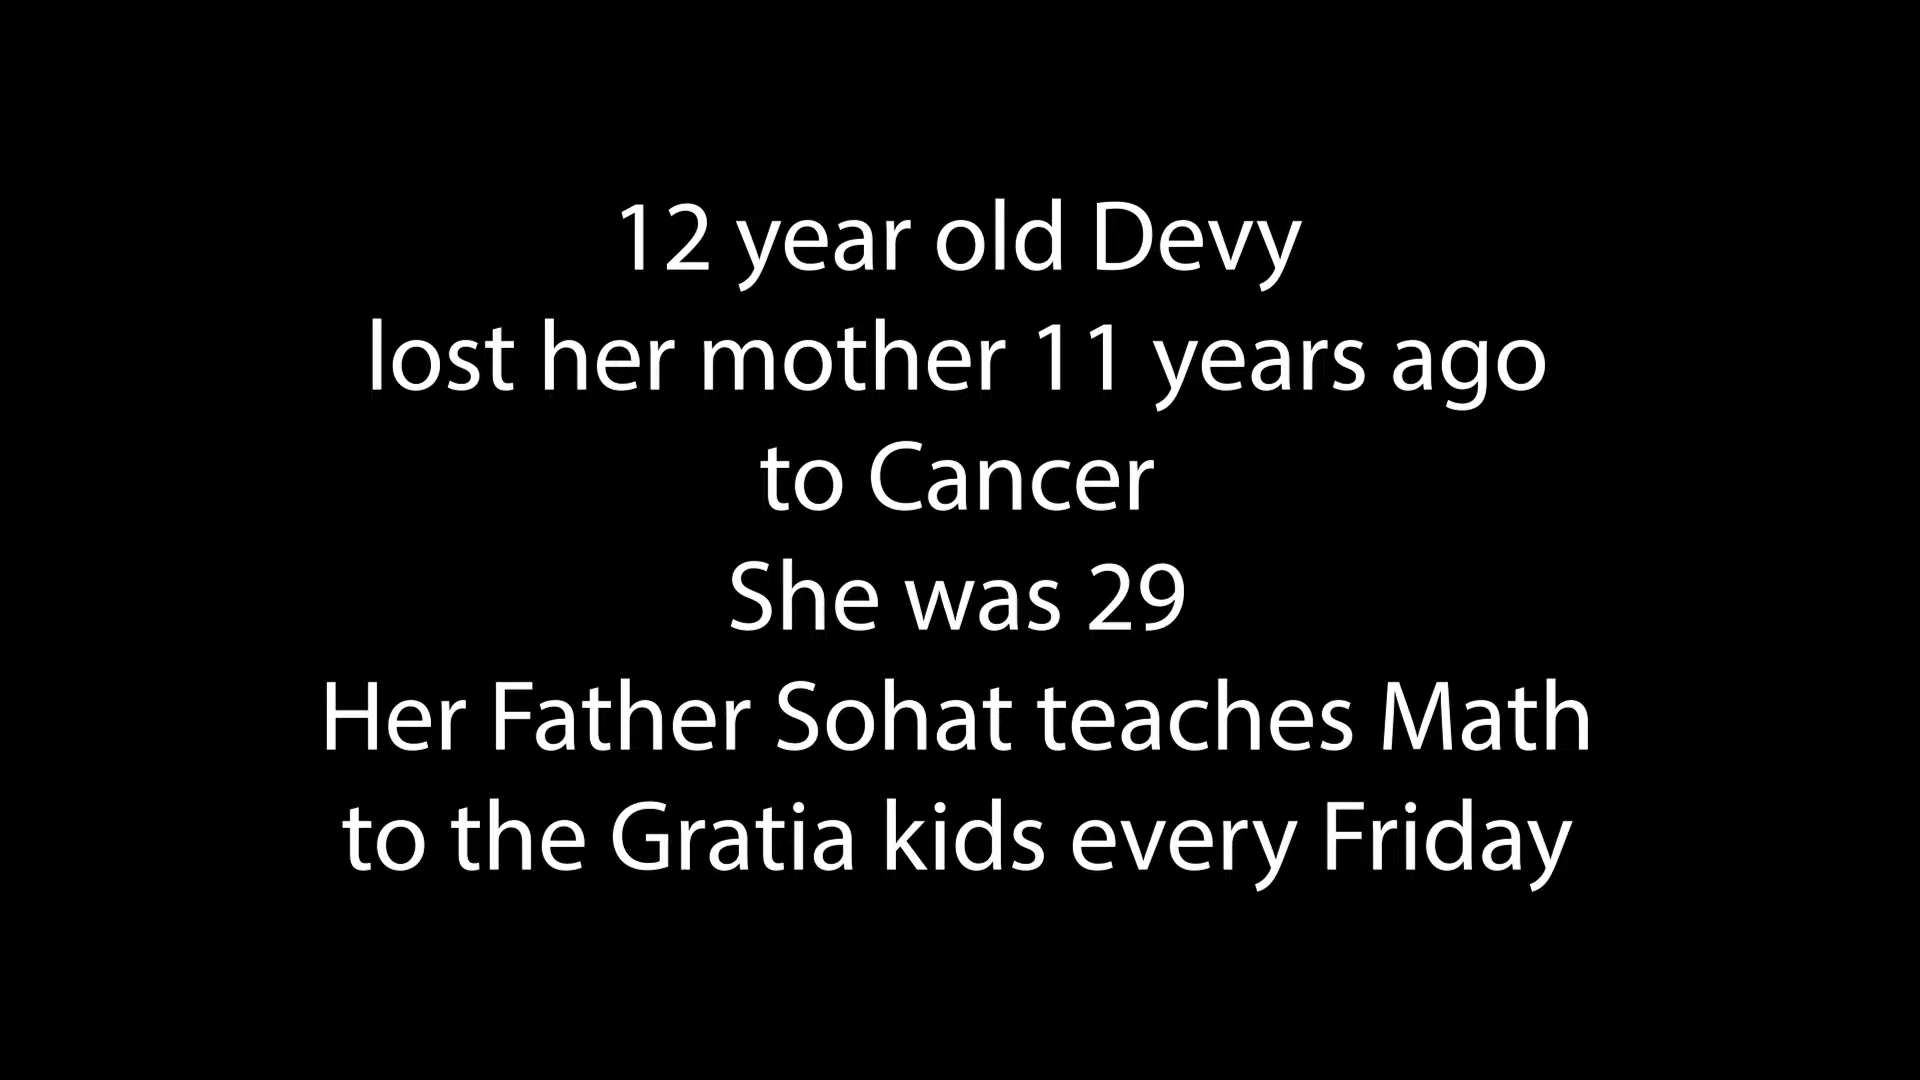 12 year old Devy
lost her mother 11 years ago
to Cancer
She was 29
Her Father Sohat teaches Math
to the Gratia kids every Friday